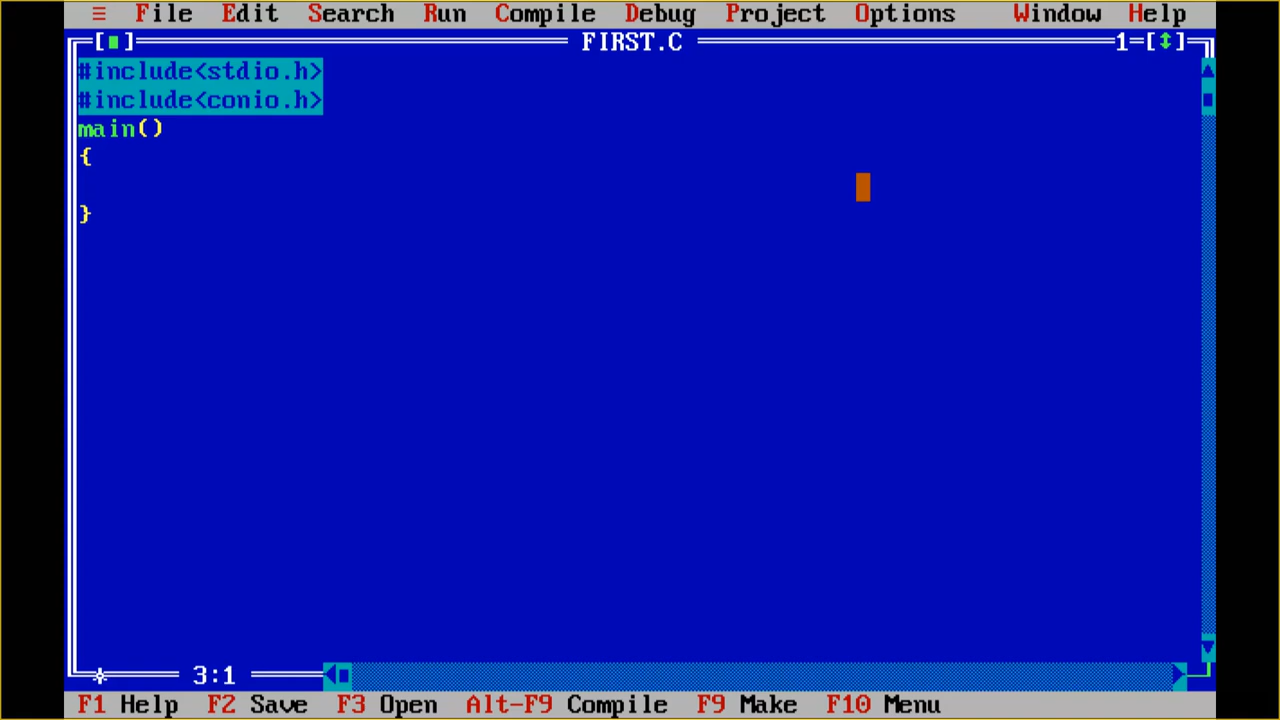 ≡ File Edit Search Run Compile Debug Project Options Window Help
[■] FIRST.C 1=[↕]
#include<stdio.h>
#include<conio.h>
main()
{
}
3:1
F1 Help F2 Save F3 Open Alt-F9 Compile F9 Make F10 Menu